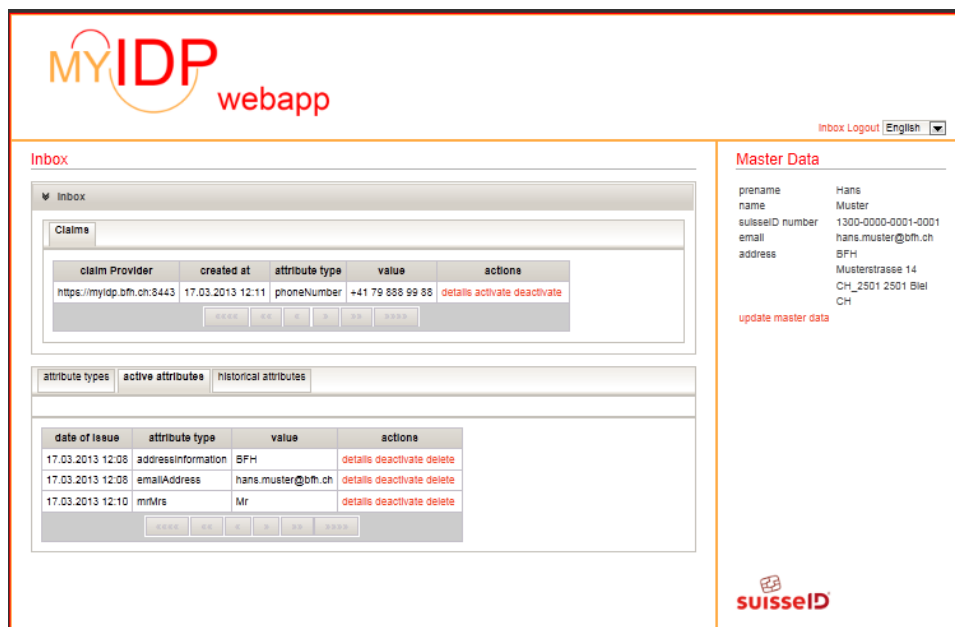 MYIDP
webapp
Inbox Logout English
Inbox
Inbox
Claims
claim Provider created at attribute type value actions
https://myidp.bfh.ch:8443 17.03.2013 12:11 phoneNumber +41 79 888 99 88 details activate deactivate
«««« «« « » »» »»»»
attribute types active attributes historical attributes
date of issue attribute type value actions
17.03.2013 12:08 addressInformation BFH details deactivate delete
17.03.2013 12:08 emailAddress hans.muster@bfh.ch details deactivate delete
17.03.2013 12:10 mrMrs Mr details deactivate delete
«««« «« « » »» »»»»
Master Data
prename Hans
name Muster
suisseID number 1300-0000-0001-0001
email hans.muster@bfh.ch
address BFH
Musterstrasse 14
CH_2501 2501 Biel
CH
update master data
suisseID